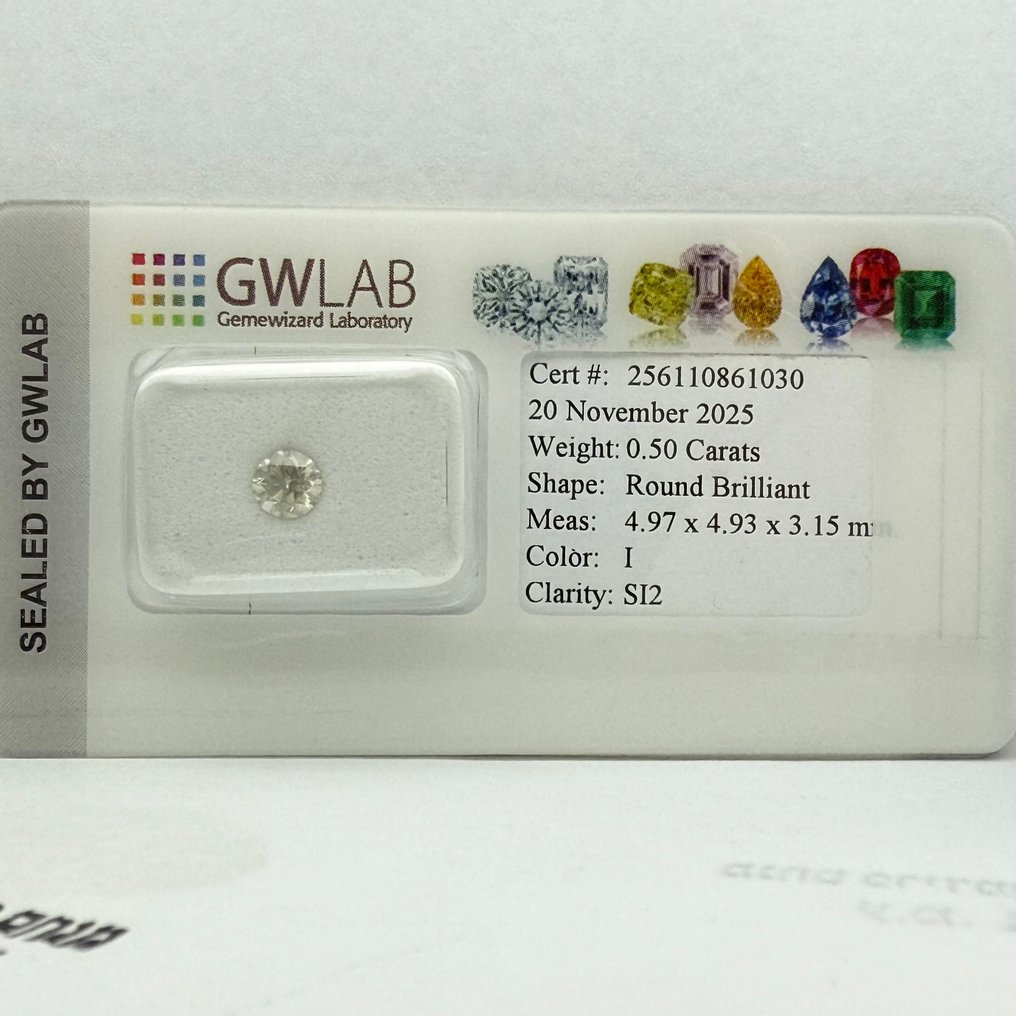 SEALED BY GWLAB
GWLAB
Gemewizard Laboratory
Cert #: 256110861030
20 November 2025
Weight: 0.50 Carats
Shape: Round Brilliant
Meas: 4.97 x 4.93 x 3.15 mm
Color: I
Clarity: SI2